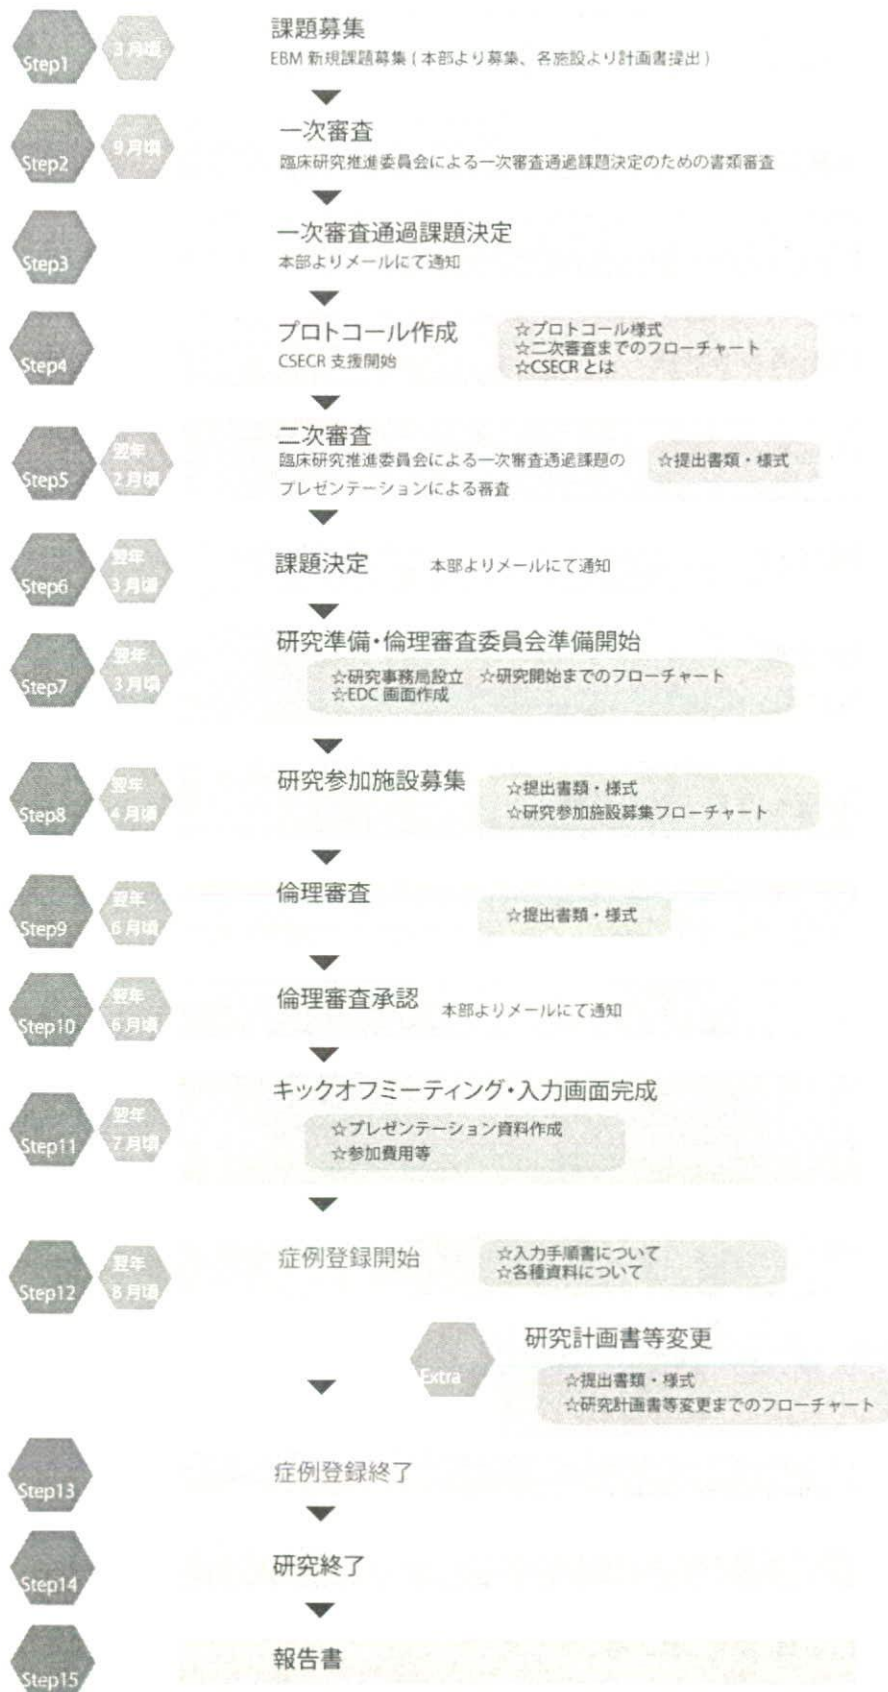 Step1
3月頃
課題募集
EBM 新規課題募集 ( 本部より募集、各施設より計画書提出 )
Step2
9月頃
一次審査
臨床研究推進委員会による一次審査通過課題決定のための書類審査
Step3
一次審査通過課題決定
本部よりメールにて通知
Step4
プロトコール作成
CSECR 支援開始
☆プロトコール様式
☆二次審査までのフローチャート
☆CSECR とは
Step5
翌年
2月頃
二次審査
臨床研究推進委員会による一次審査通過課題の
プレゼンテーションによる審査
☆提出書類・様式
Step6
翌年
3月頃
課題決定
本部よりメールにて通知
Step7
翌年
3月頃
研究準備・倫理審査委員会準備開始
☆研究事務局設立 ☆研究開始までのフローチャート
☆EDC 画面作成
Step8
翌年
4月頃
研究参加施設募集
☆提出書類・様式
☆研究参加施設募集フローチャート
Step9
翌年
6月頃
倫理審査
☆提出書類・様式
Step10
翌年
6月頃
倫理審査承認
本部よりメールにて通知
Step11
翌年
7月頃
キックオフミーティング・入力画面完成
☆プレゼンテーション資料作成
☆参加費用等
Step12
翌年
8月頃
症例登録開始
☆入力手順書について
☆各種資料について
Extra
研究計画書等変更
☆提出書類・様式
☆研究計画書等変更までのフローチャート
Step13
症例登録終了
Step14
研究終了
Step15
報告書